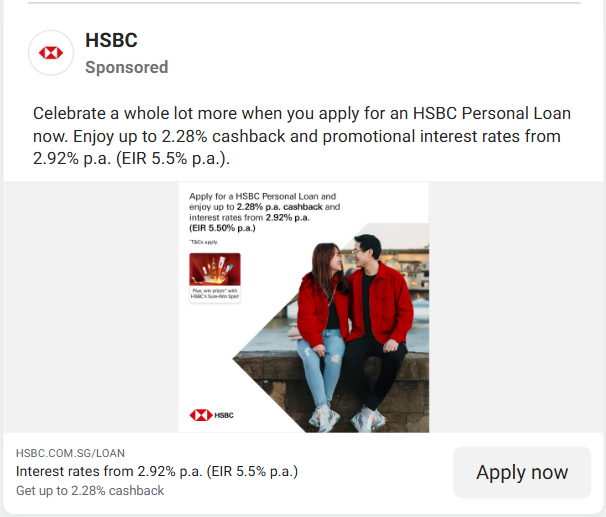 HSBC
Sponsored
Celebrate a whole lot more when you apply for an HSBC Personal Loan
now. Enjoy up to 2.28% cashback and promotional interest rates from
2.92% p.a. (EIR 5.5% p.a.).
Apply for a HSBC Personal Loan and
enjoy up to 2.28% p.a. cashback and
interest rates from 2.92% p.a.
(EIR 5.50% p.a.)
*T&Cs apply.
Plus, win prizes* with
HSBC's Sure-Win Spin!
HSBC
HSBC.COM.SG/LOAN
Interest rates from 2.92% p.a. (EIR 5.5% p.a.)
Get up to 2.28% cashback
Apply now